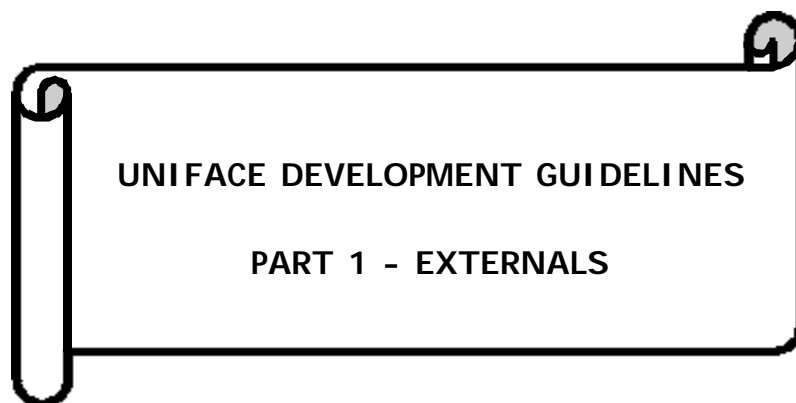 UNIFACE DEVELOPMENT GUIDELINES
PART 1 - EXTERNALS